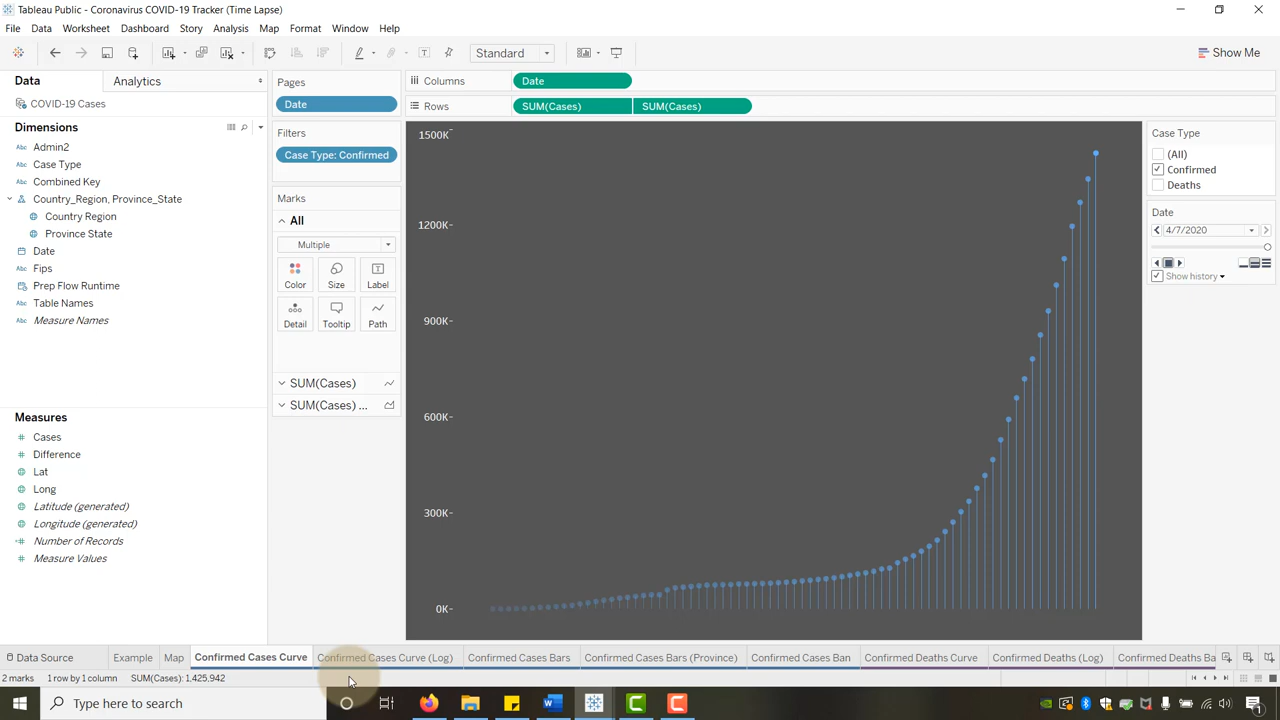 Tableau Public - Coronavirus COVID-19 Tracker (Time Lapse)
File Data Worksheet Dashboard Story Analysis Map Format Window Help
Standard
Show Me
Data Analytics
COVID-19 Cases
Dimensions
Admin2
Case Type
Combined Key
Country_Region, Province_State
Country Region
Province State
Date
Fips
Prep Flow Runtime
Table Names
Measure Names
Measures
Cases
Difference
Lat
Long
Latitude (generated)
Longitude (generated)
Number of Records
Measure Values
Pages
Date
Filters
Case Type: Confirmed
Marks
All
Multiple
Color Size Label
Detail Tooltip Path
SUM(Cases)
SUM(Cases) ...
Columns Date
Rows SUM(Cases) SUM(Cases)
1500K
1200K
900K
600K
300K
0K
Case Type
(All)
Confirmed
Deaths
Date
4/7/2020
Show history
Data Source Example Map Confirmed Cases Curve Confirmed Cases Curve (Log) Confirmed Cases Bars Confirmed Cases Bars (Province) Confirmed Cases Ban Confirmed Deaths Curve Confirmed Deaths (Log) Confirmed Deaths Ba
2 marks 1 row by 1 column SUM(Cases): 1,425,942
Type here to search